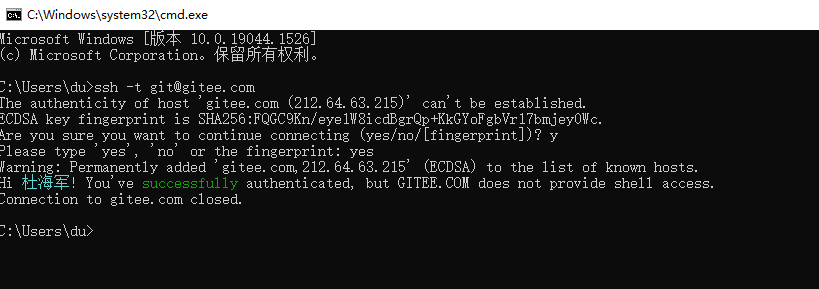 C:\Windows\system32\cmd.exe
Microsoft Windows [版本 10.0.19044.1526]
(c) Microsoft Corporation。保留所有权利。
C:\Users\du>ssh -t git@gitee.com
The authenticity of host 'gitee.com (212.64.63.215)' can't be established.
ECDSA key fingerprint is SHA256:FQGC9Kn/eye1W8icdBgrQp+KkGYoFgbVr17bmjey0Wc.
Are you sure you want to continue connecting (yes/no/[fingerprint])? y
Please type 'yes', 'no' or the fingerprint: yes
Warning: Permanently added 'gitee.com,212.64.63.215' (ECDSA) to the list of known hosts.
Hi 杜海军! You've successfully authenticated, but GITEE.COM does not provide shell access.
Connection to gitee.com closed.
C:\Users\du>